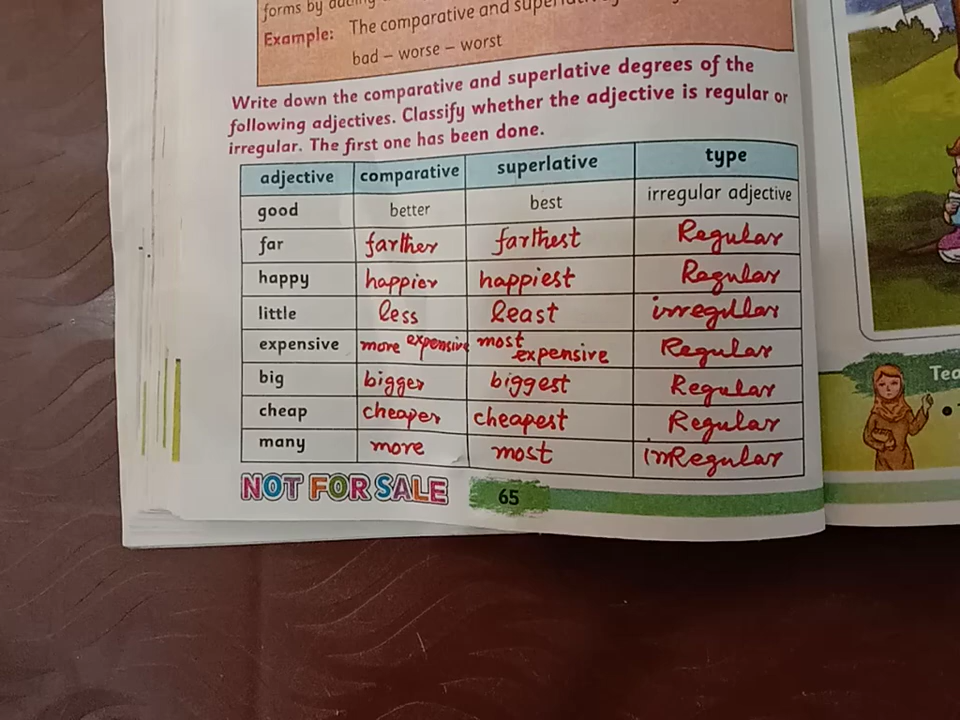 forms by adding
Example: The comparative and superlative
bad – worse – worst
Write down the comparative and superlative degrees of the
following adjectives. Classify whether the adjective is regular or
irregular. The first one has been done.
adjective comparative superlative type
good better best irregular adjective
far farther farthest Regular
happy happier happiest Regular
little less least irregular
expensive more expensive most expensive Regular
big bigger biggest Regular
cheap cheaper cheapest Regular
many more most irRegular
NOT FOR SALE 65
Tea